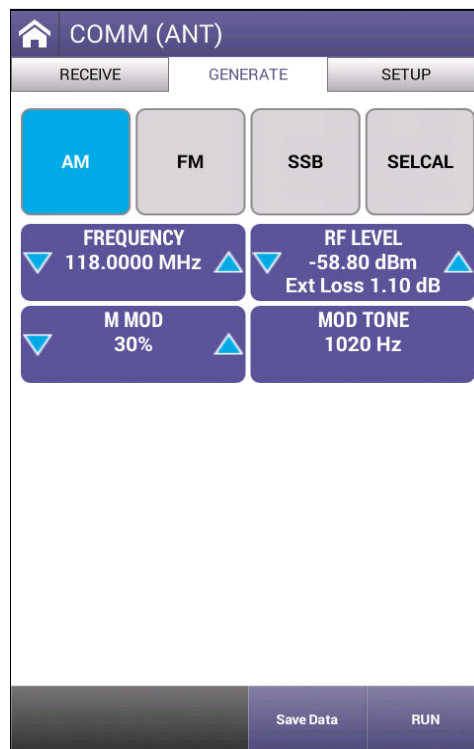 COMM (ANT)
RECEIVE GENERATE SETUP
AM FM SSB SELCAL
FREQUENCY
118.0000 MHz
RF LEVEL
-58.80 dBm
Ext Loss 1.10 dB
M MOD
30%
MOD TONE
1020 Hz
Save Data RUN